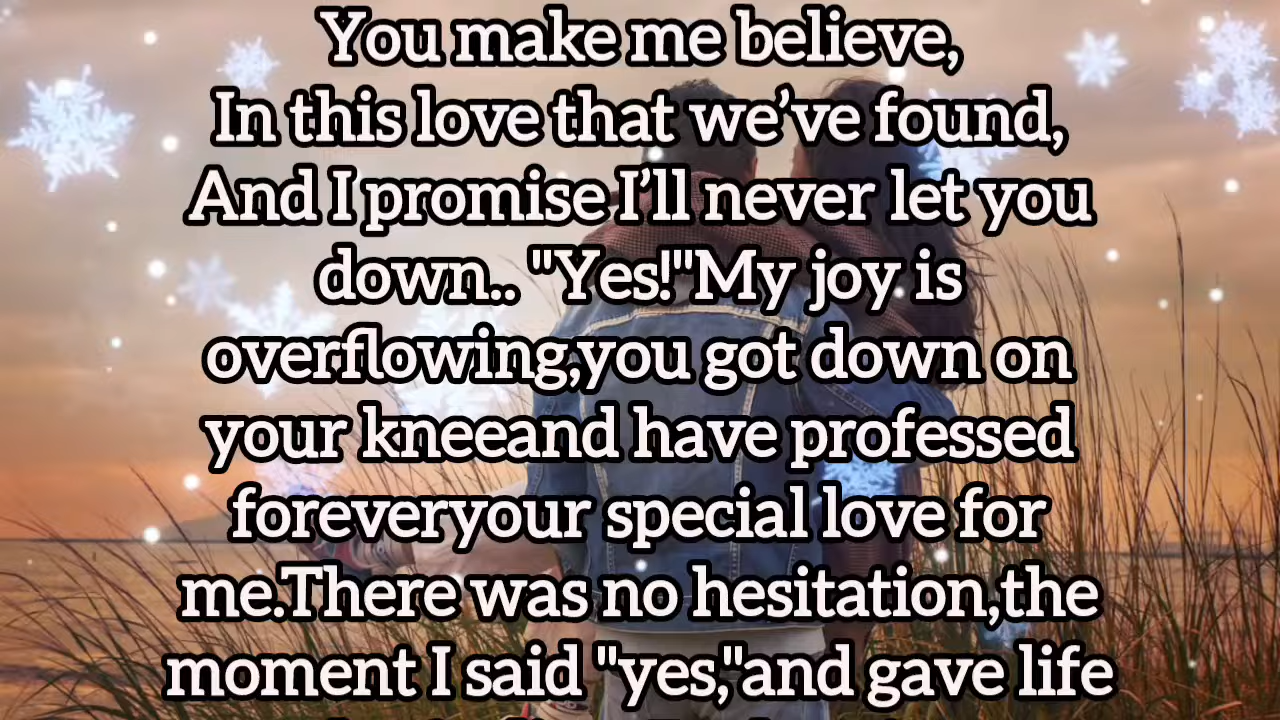 You make me believe,
In this love that we’ve found,
And I promise I’ll never let you
down.. "Yes!"My joy is
overflowing,you got down on
your kneeand have professed
foreveryour special love for
me.There was no hesitation,the
moment I said "yes,"and gave life